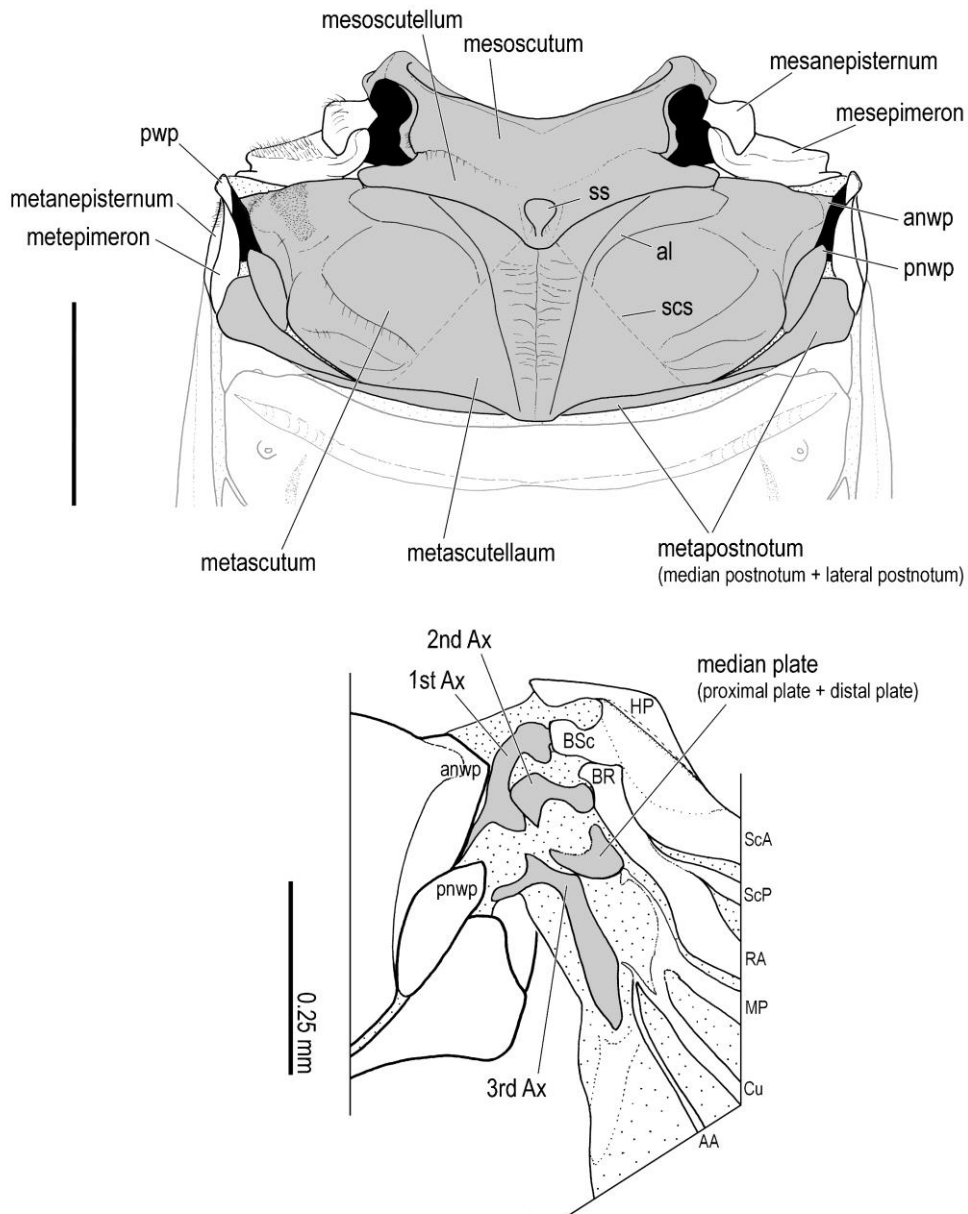 mesoscutellum
mesoscutum
mesanepisternum
mesepimeron
pwp
metanepisternum
metepimeron
ss
al
scs
anwp
pnwp
metascutum
metascutellaum
metapostnotum
(median postnotum + lateral postnotum)
2nd Ax
1st Ax
median plate
(proximal plate + distal plate)
HP
BSc
BR
anwp
pnwp
ScA
ScP
RA
MP
Cu
AA
3rd Ax
0.25 mm